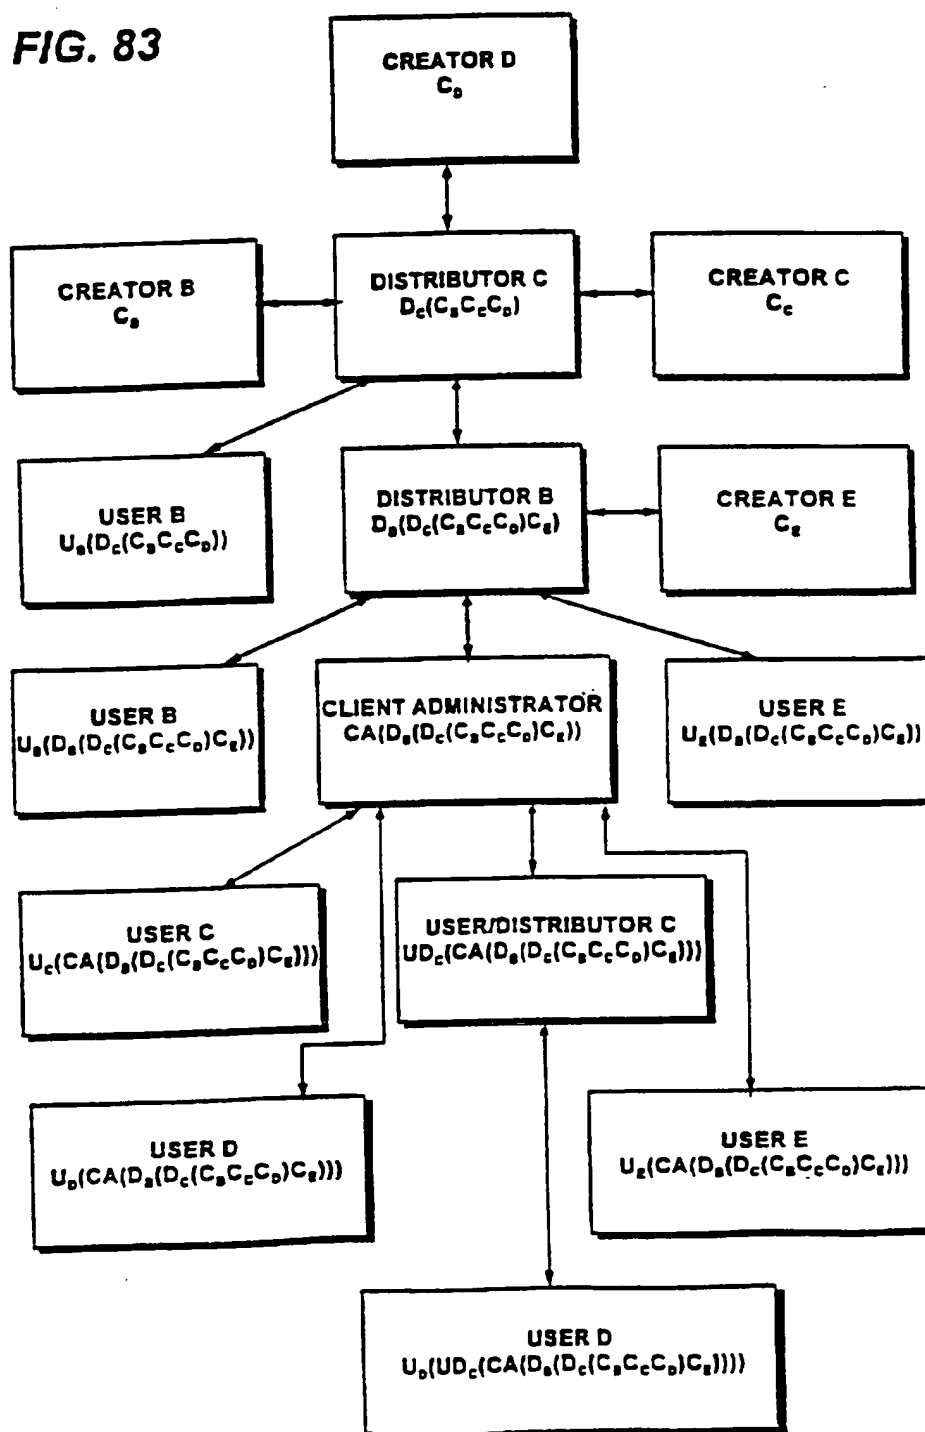 FIG. 83
CREATOR D
C_D
CREATOR B
C_B
DISTRIBUTOR C
D_C(C_BC_CC_D)
CREATOR C
C_C
USER B
U_B(D_C(C_BC_CC_D))
DISTRIBUTOR B
D_B(D_C(C_BC_CC_D)C_E)
CREATOR E
C_E
USER B
U_B(D_B(D_C(C_BC_CC_D)C_E))
CLIENT ADMINISTRATOR
CA(D_B(D_C(C_BC_CC_D)C_E))
USER E
U_E(D_B(D_C(C_BC_CC_D)C_E))
USER C
U_C(CA(D_B(D_C(C_BC_CC_D)C_E)))
USER/DISTRIBUTOR C
UD_C(CA(D_B(D_C(C_BC_CC_D)C_E)))
USER D
U_D(CA(D_B(D_C(C_BC_CC_D)C_E)))
USER E
U_E(CA(D_B(D_C(C_BC_CC_D)C_E)))
USER D
U_D(UD_C(CA(D_B(D_C(C_BC_CC_D)C_E))))